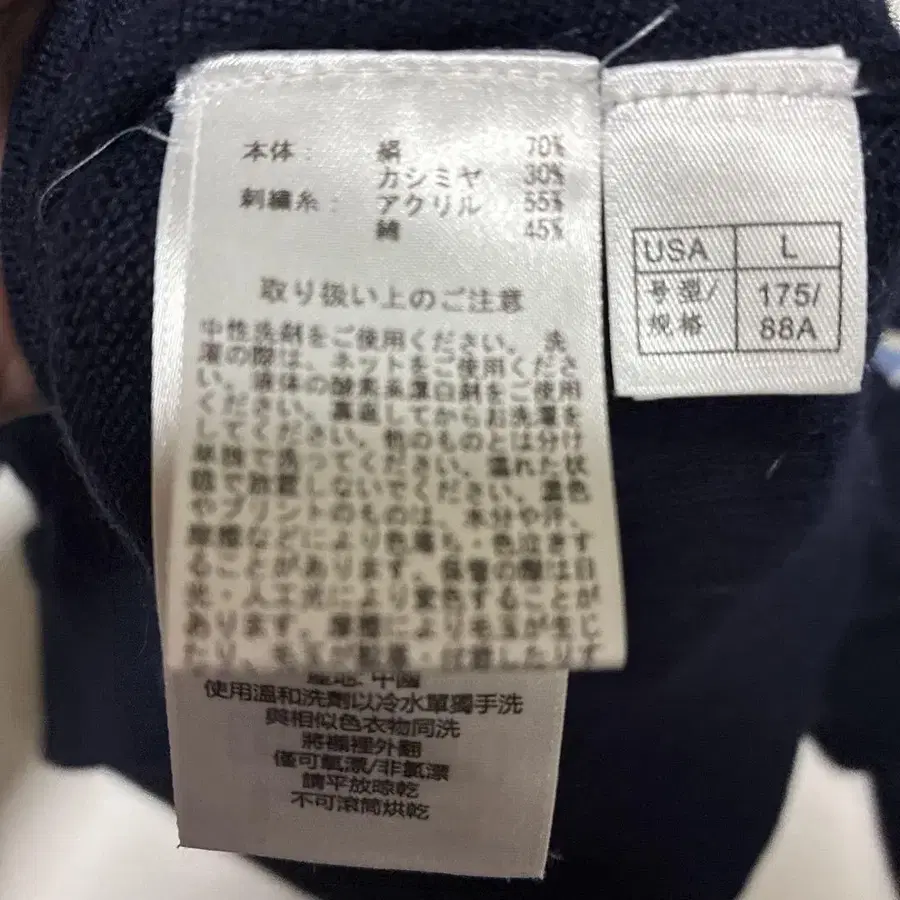 本体： 絹 70%
カシミヤ 30%
刺繍糸： アクリル 55%
綿 45%
取り扱い上のご注意
中性洗剤をご使用ください。洗
濯の際は、ネットをご使用くださ
い。液体の酸素系漂白剤をご使用
ください。裏返ししてからお洗濯を
してください。他のものとは分け
単独で洗ってください。濡れた状
態で放置しないでください。濃色
やプリントのものは、水分や汗、
摩擦などにより色落ち・色泣きす
ることがあります。保管の際は日
光・人工光により変色することが
あります。摩擦により毛玉が生じ
産地: 中國
使用溫和洗劑以冷水單獨手洗
與相似色衣物同洗
將襯裡外翻
僅可氧漂/非氯漂
請平放晾乾
不可滾筒烘乾
USA L
号型/ 175/
规格 88A